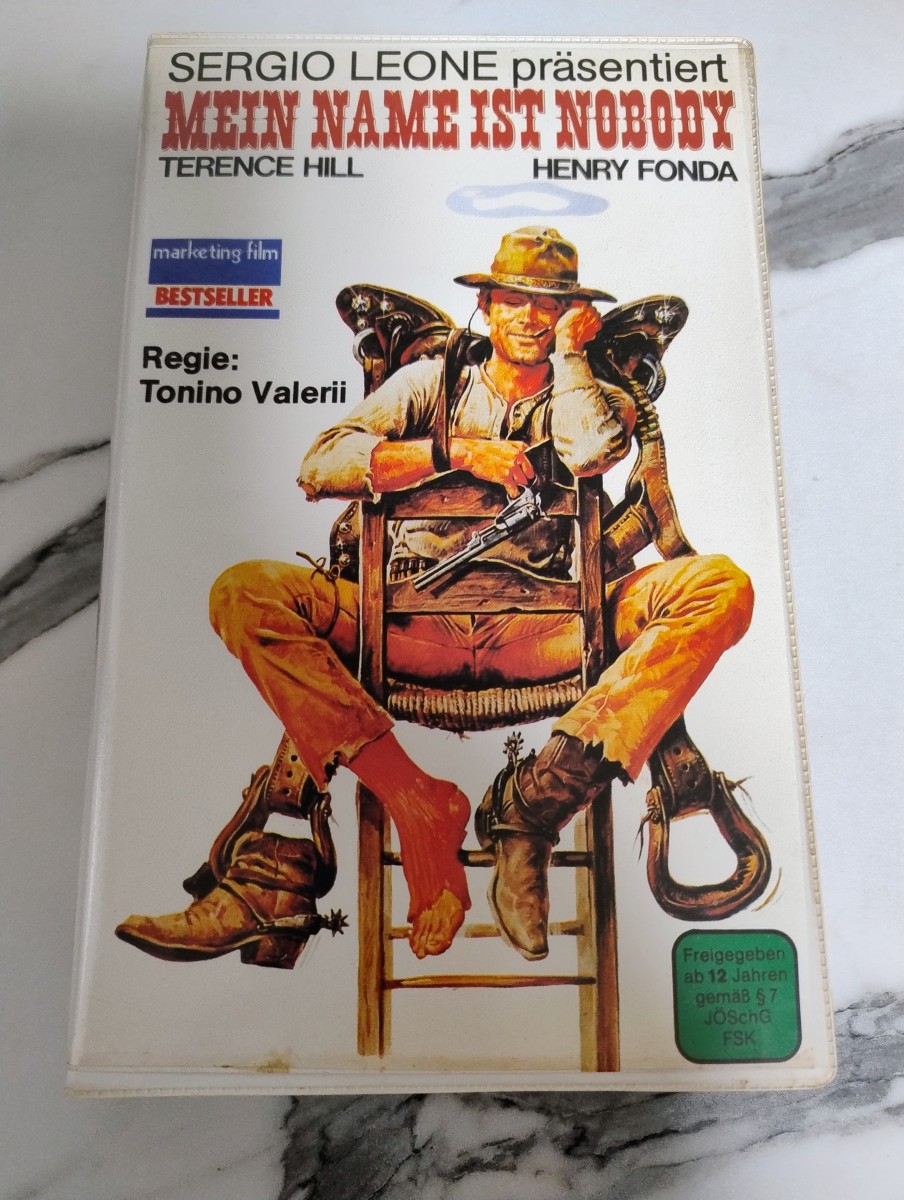 SERGIO LEONE präsentiert
MEIN NAME IST NOBODY
TERENCE HILL HENRY FONDA
marketing film
BESTSELLER
Regie:
Tonino Valerii
Freigegeben
ab 12 Jahren
gemäß § 7
JÖSchG
FSK